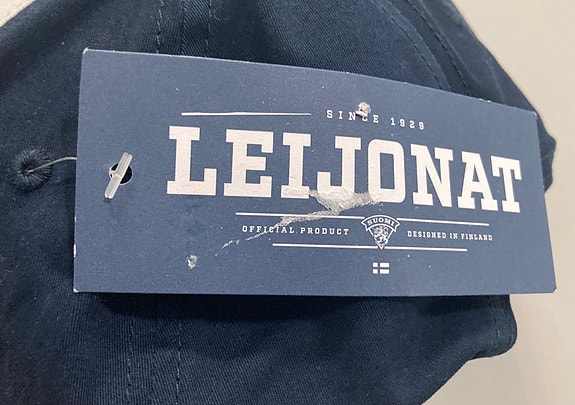 SINCE 1929
LEIJONAT
OFFICIAL PRODUCT SUOMI DESIGNED IN FINLAND